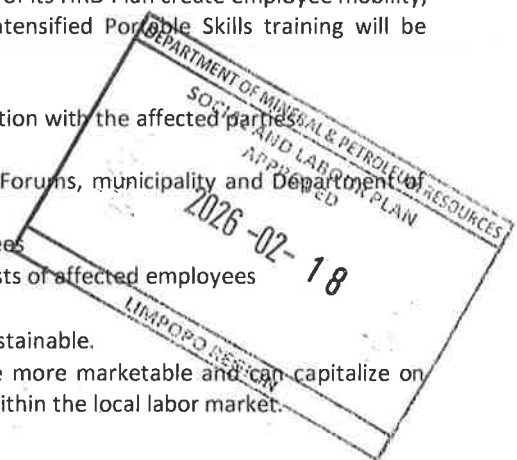 of its HRD Plan create employee mobility,
ntensified Portable Skills training will be
tion with the affected parties
Forums, municipality and Department of
ees
sts of affected employees
stainable.
e more marketable and can capitalize on
ithin the local labor market.
DEPARTMENT OF MINERAL & PETROLEUM RESOURCES
SOCIAL AND LABOUR PLAN
APPROVED
2026-02-18
LIMPOPO REGION